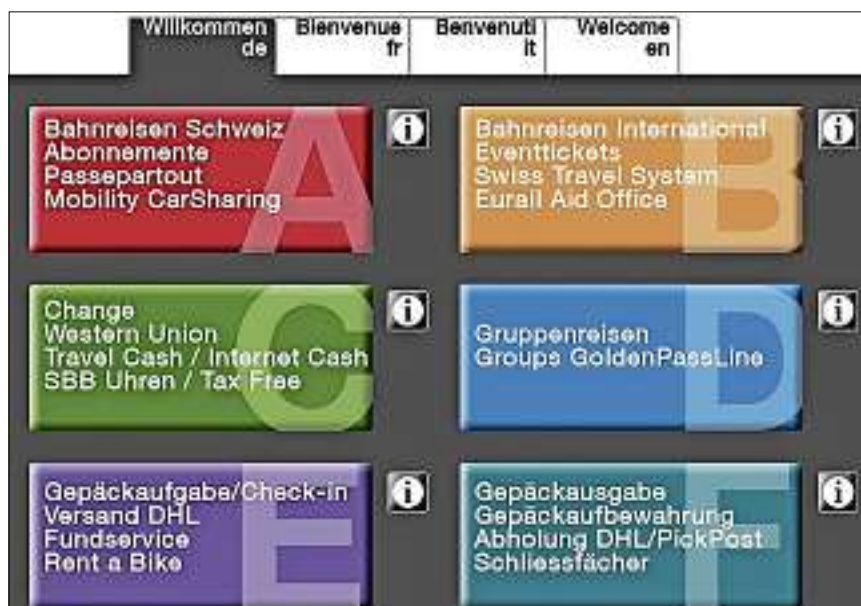 Willkommen Bienvenue Benvenuti Welcome
de fr it en
A
Bahnreisen Schweiz
Abonnemente
Passepartout
Mobility CarSharing
i
B
Bahnreisen International
Eventtickets
Swiss Travel System
Eurail Aid Office
i
C
Change
Western Union
Travel Cash / Internet Cash
SBB Uhren / Tax Free
i
D
Gruppenreisen
Groups GoldenPassLine
i
E
Gepäckaufgabe/Check-in
Versand DHL
Fundservice
Rent a Bike
i
F
Gepäckausgabe
Gepäckaufbewahrung
Abholung DHL/PickPost
Schliessfächer
i